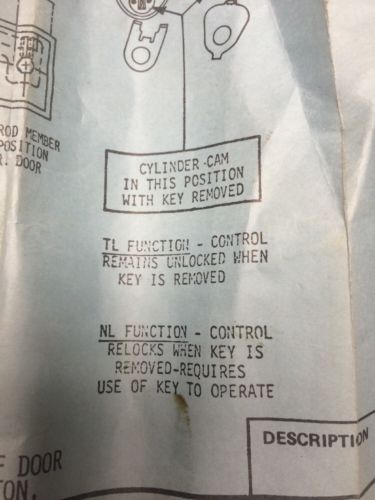 ROD MEMBER
POSITION
R. DOOR
CYLINDER-CAM
IN THIS POSITION
WITH KEY REMOVED
TL FUNCTION - CONTROL
REMAINS UNLOCKED WHEN
KEY IS REMOVED
NL FUNCTION - CONTROL
RELOCKS WHEN KEY IS
REMOVED-REQUIRES
USE OF KEY TO OPERATE
DESCRIPTION
F DOOR
TON.